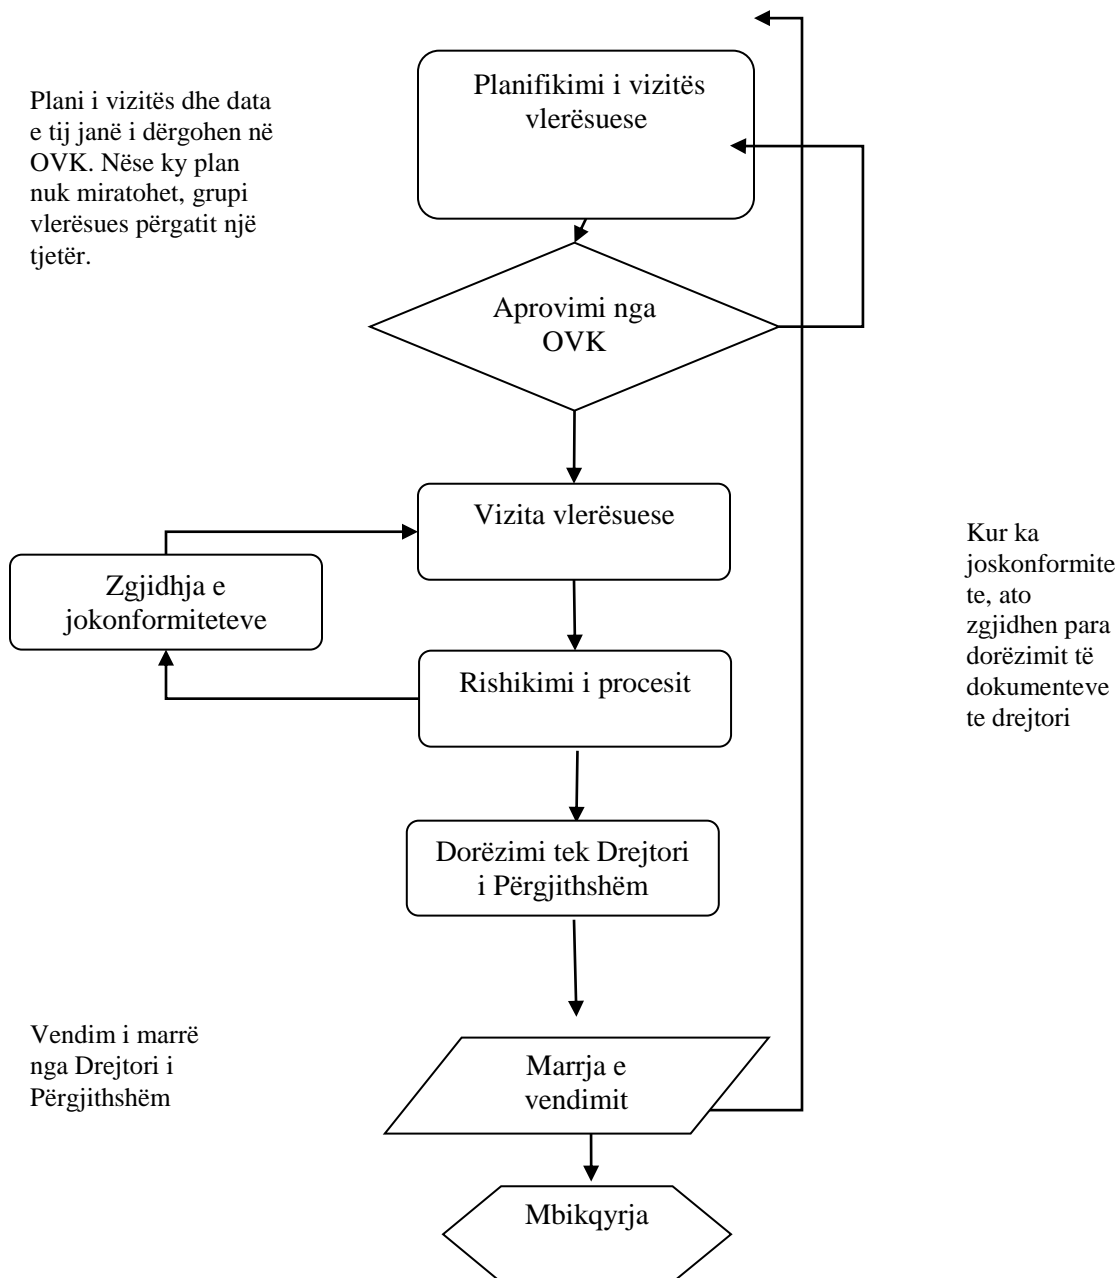 Planifikimi i vizitës
vlerësuese
Plani i vizitës dhe data
e tij janë i dërgohen në
OVK. Nëse ky plan
nuk miratohet, grupi
vlerësues përgatit një
tjetër.
Aprovimi nga
OVK
Vizita vlerësuese
Zgjidhja e
jokonformiteteve
Kur ka
joskonformite
te, ato
zgjidhen para
dorëzimit të
dokumenteve
te drejtori
Rishikimi i procesit
Dorëzimi tek Drejtori
i Përgjithshëm
Vendim i marrë
nga Drejtori i
Përgjithshëm
Marrja e
vendimit
Mbikqyrja